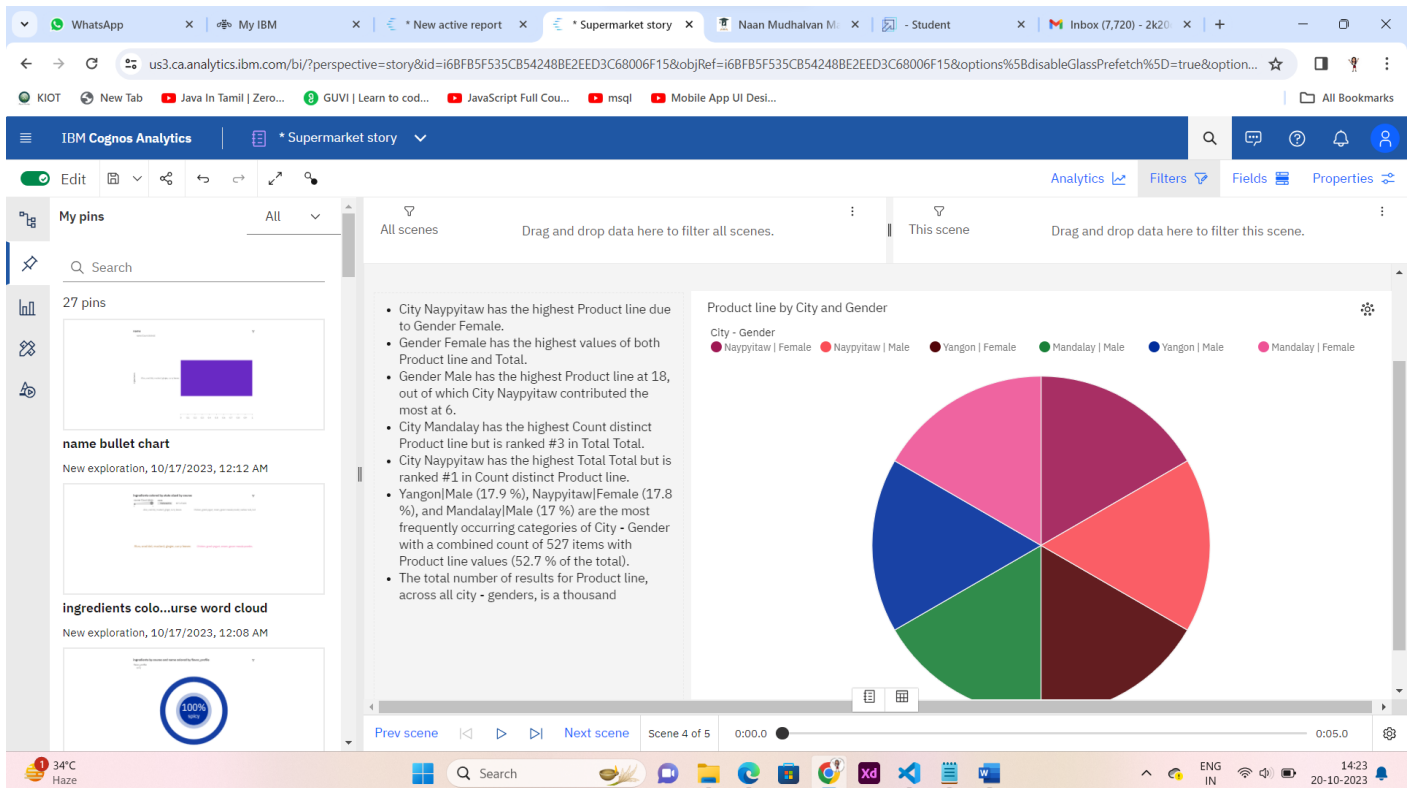 WhatsApp
My IBM
* New active report
* Supermarket story
Naan Mudhalvan M
- Student
Inbox (7,720) - 2k20
us3.ca.analytics.ibm.com/bi/?perspective=story&id=i6BFB5F535CB54248BE2EED3C68006F15&objRef=i6BFB5F535CB54248BE2EED3C68006F15&options%5BdisableGlassPrefetch%5D=true&option...
KIOT
New Tab
Java In Tamil | Zero...
GUVI | Learn to cod...
JavaScript Full Cou...
msql
Mobile App UI Desi...
All Bookmarks
IBM Cognos Analytics
* Supermarket story
Edit
Analytics
Filters
Fields
Properties
My pins
All
Search
27 pins
name bullet chart
New exploration, 10/17/2023, 12:12 AM
ingredients colo...urse word cloud
New exploration, 10/17/2023, 12:08 AM
100%
spicy
All scenes
Drag and drop data here to filter all scenes.
This scene
Drag and drop data here to filter this scene.
• City Naypyitaw has the highest Product line due
to Gender Female.
• Gender Female has the highest values of both
Product line and Total.
• Gender Male has the highest Product line at 18,
out of which City Naypyitaw contributed the
most at 6.
• City Mandalay has the highest Count distinct
Product line but is ranked #3 in Total Total.
• City Naypyitaw has the highest Total Total but is
ranked #1 in Count distinct Product line.
• Yangon|Male (17.9 %), Naypyitaw|Female (17.8
%), and Mandalay|Male (17 %) are the most
frequently occurring categories of City - Gender
with a combined count of 527 items with
Product line values (52.7 % of the total).
• The total number of results for Product line,
across all city - genders, is a thousand
Product line by City and Gender
City - Gender
Naypyitaw | Female
Naypyitaw | Male
Yangon | Female
Mandalay | Male
Yangon | Male
Mandalay | Female
Prev scene
Next scene
Scene 4 of 5
0:00.0
0:05.0
1
34°C
Haze
Search
Xd
ENG
IN
14:23
20-10-2023